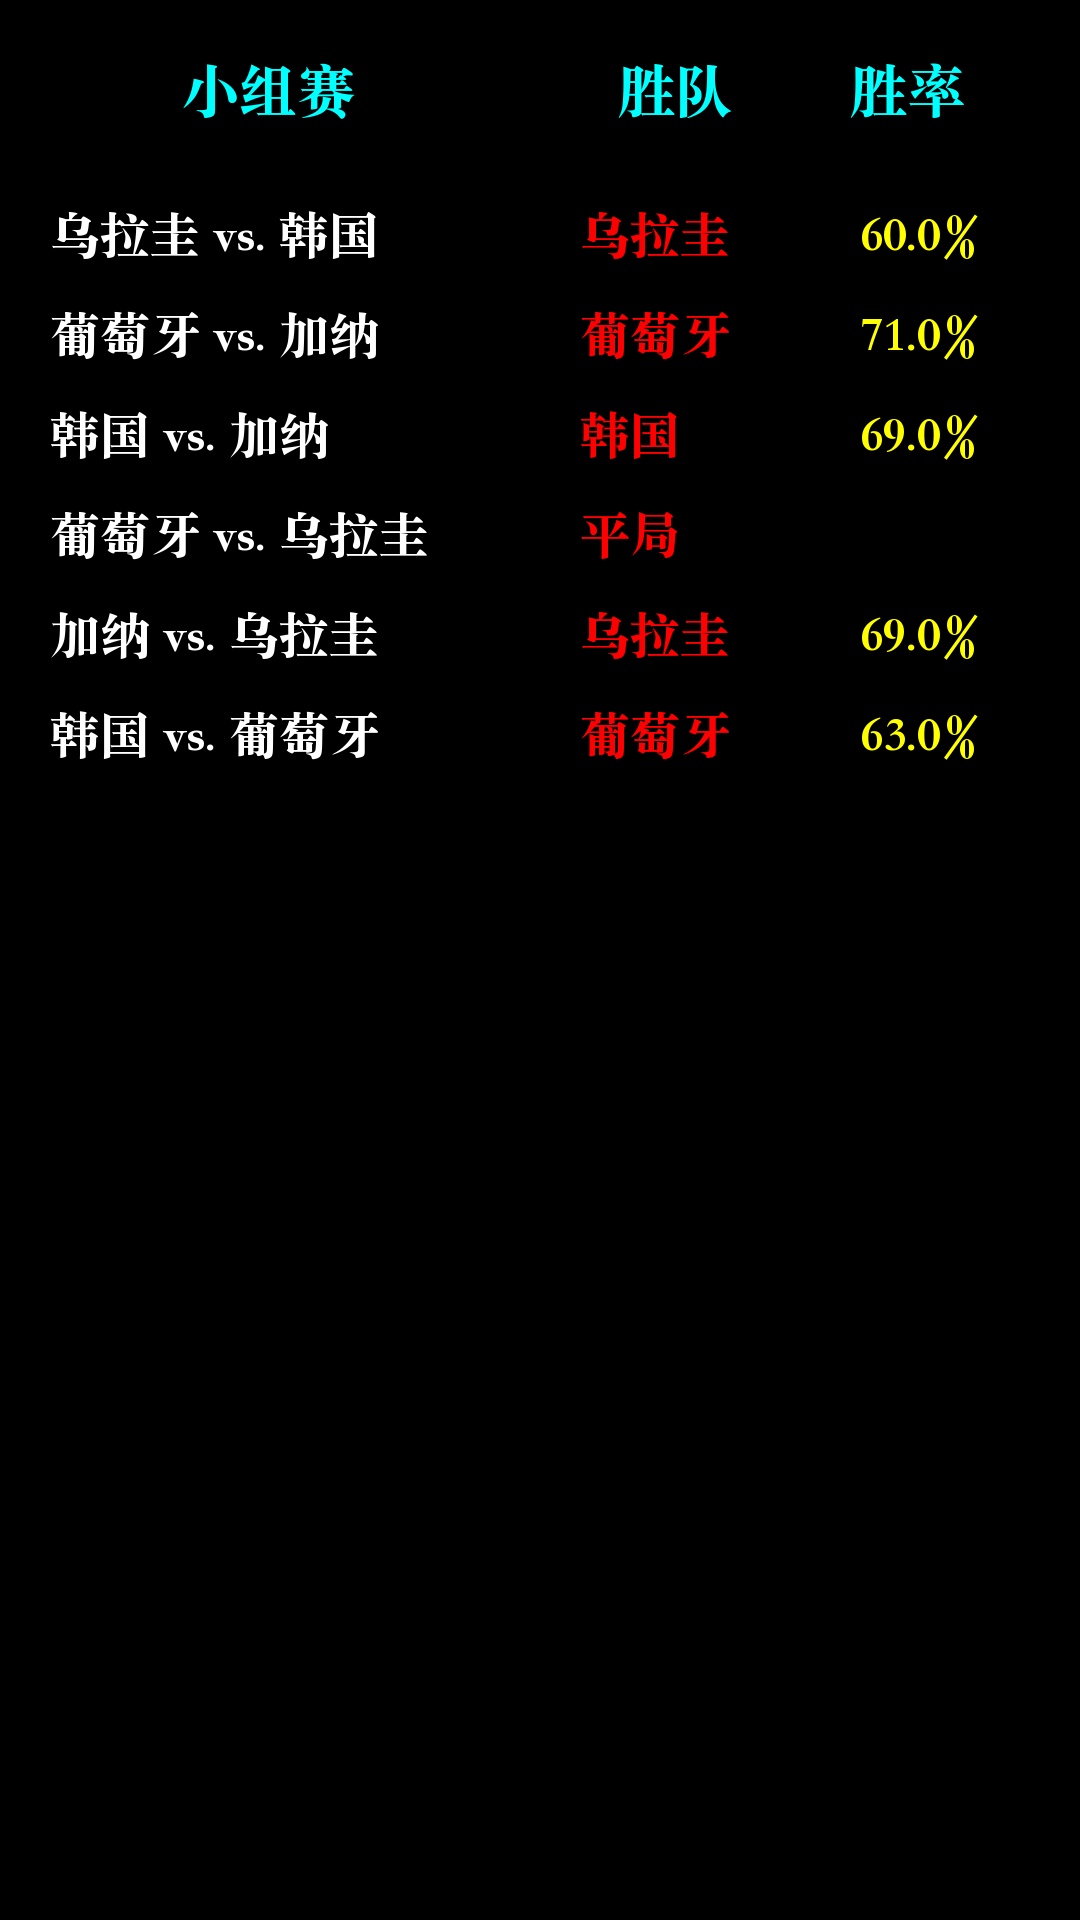 小组赛 胜队 胜率
乌拉圭 vs. 韩国 乌拉圭 60.0%
葡萄牙 vs. 加纳 葡萄牙 71.0%
韩国 vs. 加纳 韩国 69.0%
葡萄牙 vs. 乌拉圭 平局
加纳 vs. 乌拉圭 乌拉圭 69.0%
韩国 vs. 葡萄牙 葡萄牙 63.0%